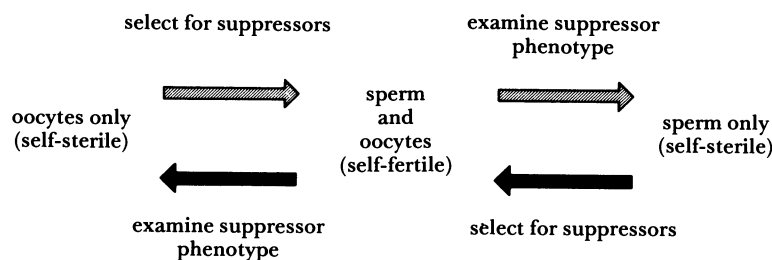 select for suppressors
examine suppressor
phenotype
oocytes only
(self-sterile)
sperm
and
oocytes
(self-fertile)
sperm only
(self-sterile)
examine suppressor
phenotype
select for suppressors